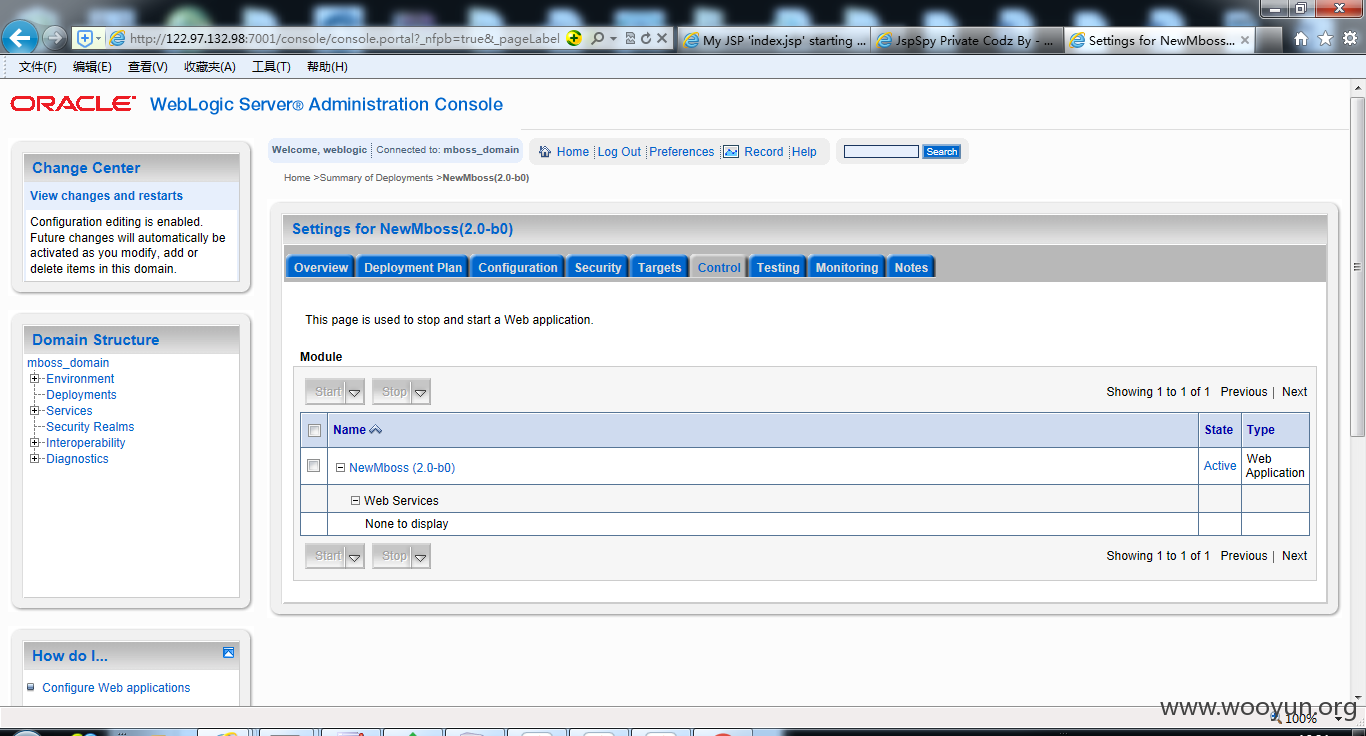 http://122.97.132.98:7001/console/console.portal?_nfpb=true&_pageLabel
My JSP 'index.jsp' starting ...
JspSpy Private Codz By - ...
Settings for NewMboss...
文件(F) 编辑(E) 查看(V) 收藏夹(A) 工具(T) 帮助(H)
ORACLE WebLogic Server® Administration Console
Change Center
View changes and restarts
Configuration editing is enabled.
Future changes will automatically be
activated as you modify, add or
delete items in this domain.
Domain Structure
mboss_domain
Environment
Deployments
Services
Security Realms
Interoperability
Diagnostics
How do I...
Configure Web applications
Welcome, weblogic Connected to: mboss_domain
Home Log Out Preferences Record Help
Search
Home >Summary of Deployments >NewMboss(2.0-b0)
Settings for NewMboss(2.0-b0)
Overview Deployment Plan Configuration Security Targets Control Testing Monitoring Notes
This page is used to stop and start a Web application.
Module
Start Stop Showing 1 to 1 of 1 Previous | Next
Name State Type
NewMboss (2.0-b0) Active Web
Application
Web Services
None to display
Start Stop Showing 1 to 1 of 1 Previous | Next
www.wooyun.org
100%